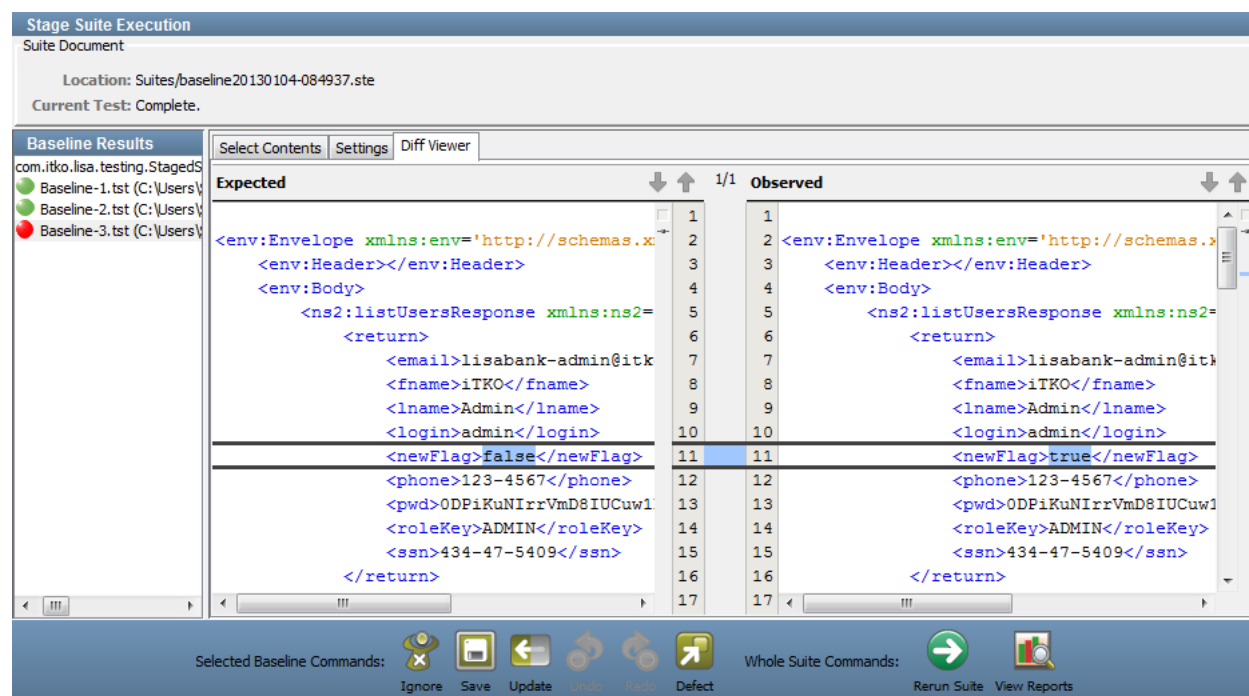 Stage Suite Execution
Suite Document
Location: Suites/baseline20130104-084937.ste
Current Test: Complete.
Baseline Results
com.itko.lisa.testing.StagedS
Baseline-1.tst (C:\Users\
Baseline-2.tst (C:\Users\
Baseline-3.tst (C:\Users\
Select Contents Settings Diff Viewer
Expected 1/1 Observed
1 1
<env:Envelope xmlns:env='http://schemas.x 2 2 <env:Envelope xmlns:env='http://schemas.x
<env:Header></env:Header> 3 3 <env:Header></env:Header>
<env:Body> 4 4 <env:Body>
<ns2:listUsersResponse xmlns:ns2= 5 5 <ns2:listUsersResponse xmlns:ns2=
<return> 6 6 <return>
<email>lisabank-admin@itk 7 7 <email>lisabank-admin@itk
<fname>iTKO</fname> 8 8 <fname>iTKO</fname>
<lname>Admin</lname> 9 9 <lname>Admin</lname>
<login>admin</login> 10 10 <login>admin</login>
<newFlag>false</newFlag> 11 11 <newFlag>true</newFlag>
<phone>123-4567</phone> 12 12 <phone>123-4567</phone>
<pwd>0DPiKuNIrrVmD8IUCuw1 13 13 <pwd>0DPiKuNIrrVmD8IUCuw1
<roleKey>ADMIN</roleKey> 14 14 <roleKey>ADMIN</roleKey>
<ssn>434-47-5409</ssn> 15 15 <ssn>434-47-5409</ssn>
</return> 16 16 </return>
17 17
Selected Baseline Commands: Ignore Save Update Undo Redo Defect Whole Suite Commands: Rerun Suite View Reports